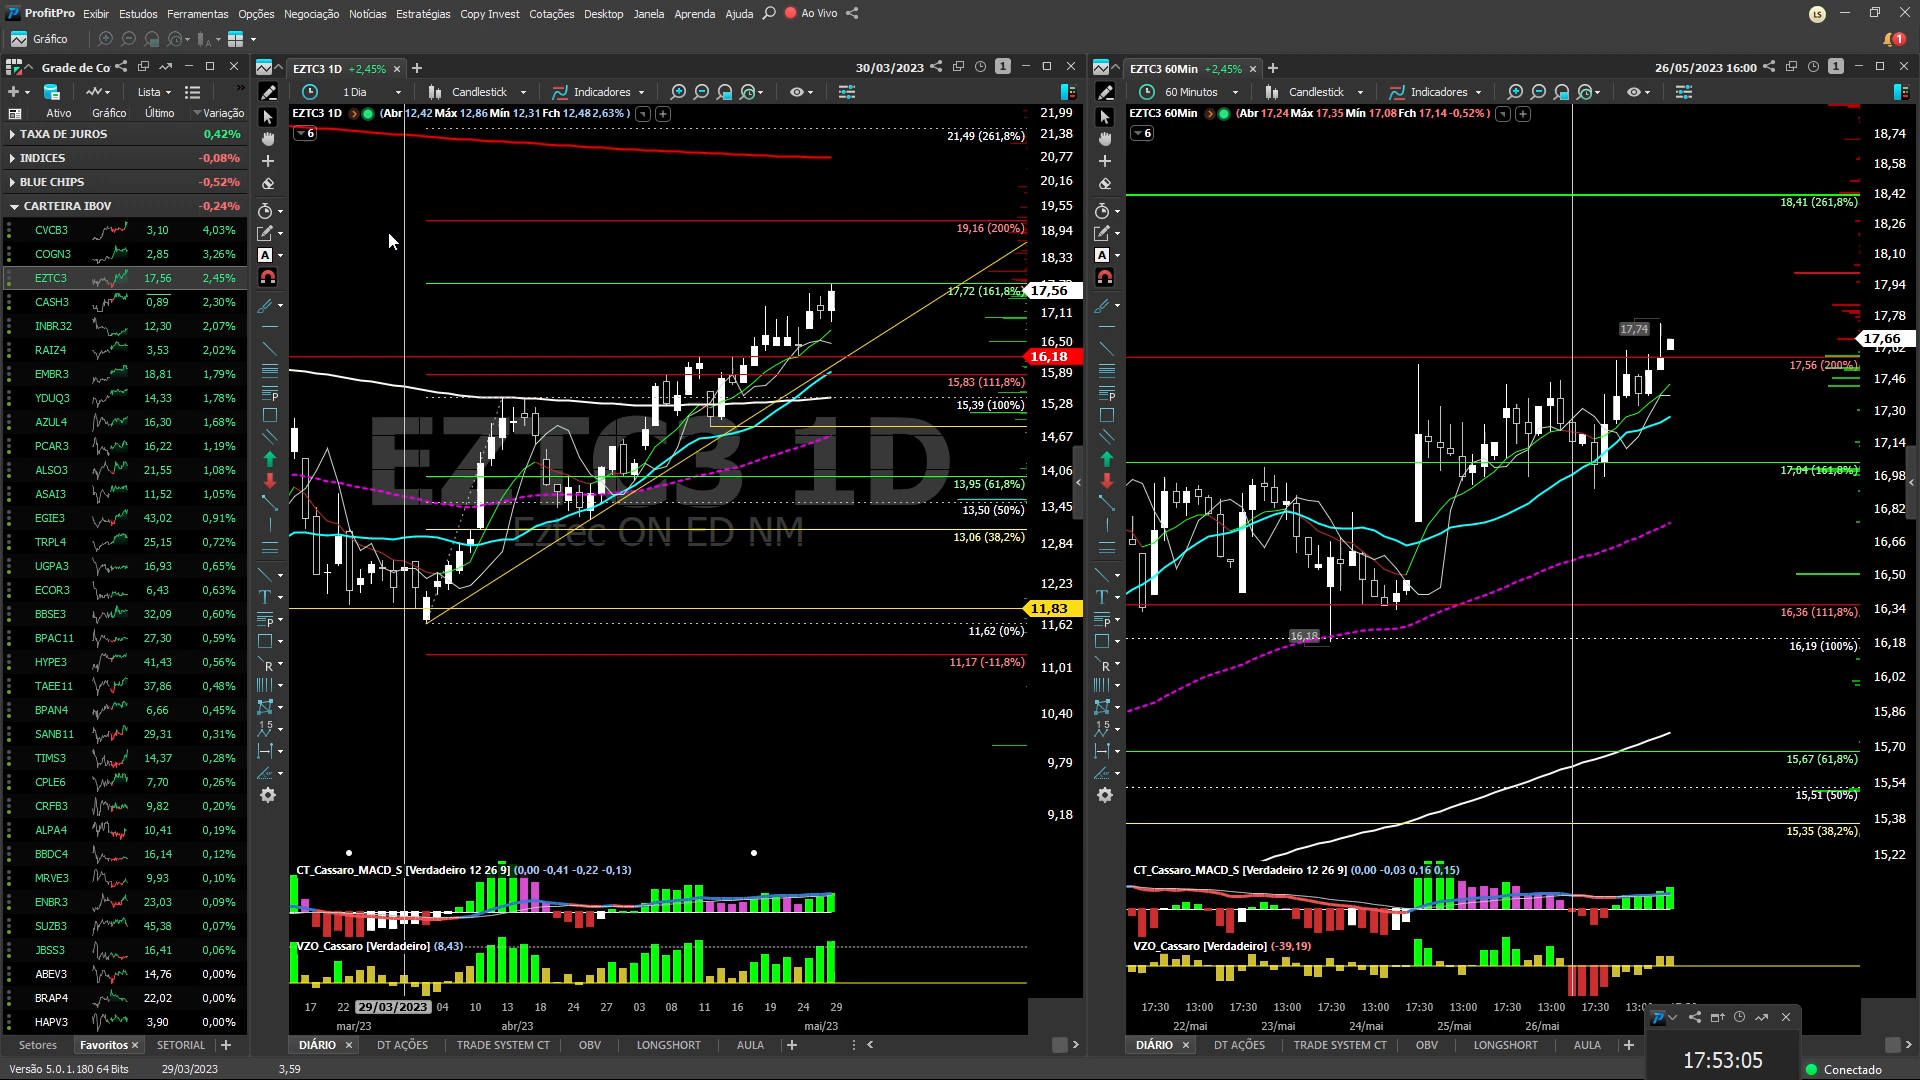 ProfitPro Exibir Estudos Ferramentas Opções Negociação Notícias Estratégias Copy Invest Cotações Desktop Janela Aprenda Ajuda Ao Vivo LS
Gráfico 1
Grade de Co
Lista
Ativo Gráfico Último Variação
TAXA DE JUROS 0,42%
INDICES -0,08%
BLUE CHIPS -0,52%
CARTEIRA IBOV -0,24%
CVCB3 3,10 4,03%
COGN3 2,85 3,26%
EZTC3 17,56 2,45%
CASH3 0,89 2,30%
INBR32 12,30 2,07%
RAIZ4 3,53 2,02%
EMBR3 18,81 1,79%
YDUQ3 14,33 1,78%
AZUL4 16,30 1,68%
PCAR3 16,22 1,19%
ALSO3 21,55 1,08%
ASAI3 11,52 1,05%
EGIE3 43,02 0,91%
TRPL4 25,15 0,72%
UGPA3 16,93 0,65%
ECOR3 6,43 0,63%
BBSE3 32,09 0,60%
BPAC11 27,30 0,59%
HYPE3 41,43 0,56%
TAEE11 37,86 0,48%
BPAN4 6,66 0,45%
SANB11 29,31 0,31%
TIMS3 14,37 0,28%
CPLE6 7,70 0,26%
CRFB3 9,82 0,20%
ALPA4 10,41 0,19%
BBDC4 16,14 0,12%
MRVE3 9,93 0,10%
ENBR3 23,03 0,09%
SUZB3 45,38 0,07%
JBSS3 16,41 0,06%
ABEV3 14,76 0,00%
BRAP4 22,02 0,00%
HAPV3 3,90 0,00%
Setores Favoritos SETORIAL
EZTC3 1D +2,45% 30/03/2023 1
1 Dia Candlestick Indicadores
EZTC3 1D (Abr 12,42 Máx 12,86 Mín 12,31 Fch 12,48 2,63%)
6
21,99
21,38
21,49 (261,8%)
20,77
20,16
19,55
19,16 (200%)
18,94
18,33
17,72 (161,8%)
17,56
17,11
16,50
16,18
15,89
15,83 (111,8%)
15,39 (100%)
15,28
14,67
14,06
13,95 (61,8%)
13,50 (50%)
13,45
13,06 (38,2%)
12,84
12,23
11,83
11,62 (0%)
11,62
11,17 (-11,8%)
11,01
10,40
9,79
9,18
EZTC3 1D
Eztec ON ED NM
CT_Cassaro_MACD_S [Verdadeiro 12 26 9] (0,00 -0,41 -0,22 -0,13)
VZO_Cassaro [Verdadeiro] (8,43)
17 22 29/03/2023 04 10 13 18 24 27 03 08 11 16 19 24 29
mar/23 abr/23 mai/23
DIÁRIO DT AÇÕES TRADE SYSTEM CT OBV LONGSHORT AULA
EZTC3 60Min +2,45% 26/05/2023 16:00 1
60 Minutos Candlestick Indicadores
EZTC3 60Min (Abr 17,24 Máx 17,35 Mín 17,08 Fch 17,14 -0,52%)
6
18,74
18,58
18,42
18,41 (261,8%)
18,26
18,10
17,94
17,78
17,74
17,66
17,62
17,56 (200%)
17,46
17,30
17,14
17,04 (161,8%)
16,98
16,82
16,66
16,50
16,36 (111,8%)
16,34
16,18
16,18
16,19 (100%)
16,02
15,86
15,70
15,67 (61,8%)
15,54
15,51 (50%)
15,38
15,35 (38,2%)
15,22
CT_Cassaro_MACD_S [Verdadeiro 12 26 9] (0,00 -0,03 0,16 0,15)
VZO_Cassaro [Verdadeiro] (-39,19)
17:30 13:00 17:30 13:00 17:30 13:00 17:30 13:00 17:30 13:00 17:30
22/mai 23/mai 24/mai 25/mai 26/mai
DIÁRIO DT AÇÕES TRADE SYSTEM CT OBV LONGSHORT AULA
17:53:05
Versão 5.0.1.180 64 Bits 29/03/2023 3,59 Conectado